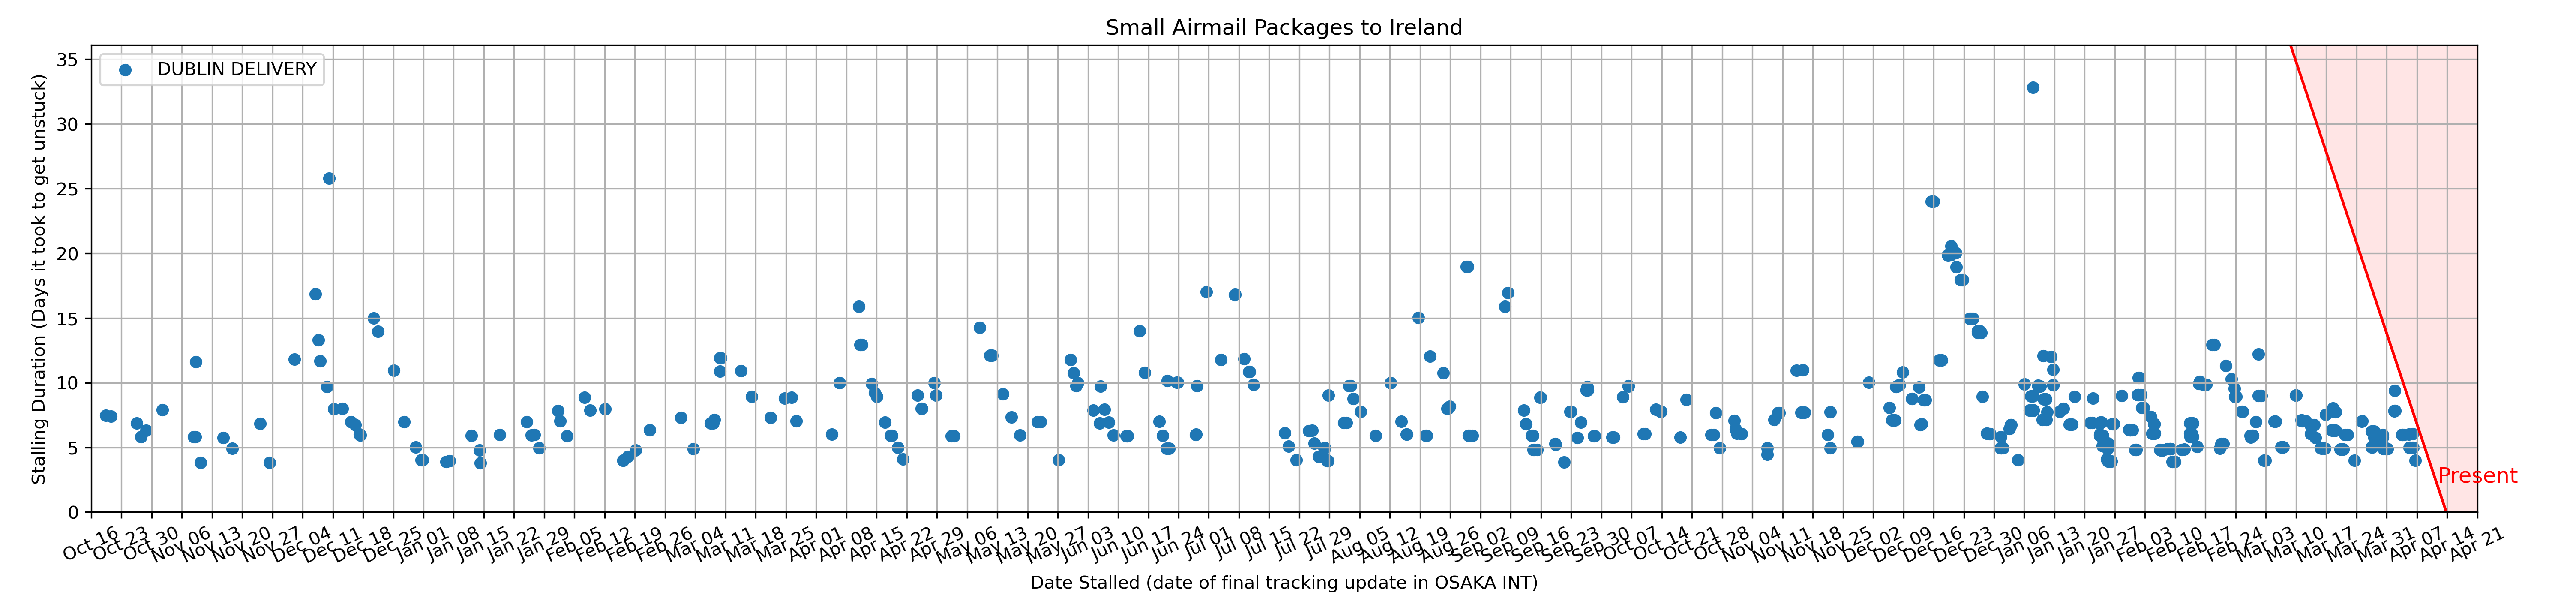 Small Airmail Packages to Ireland
DUBLIN DELIVERY
Stalling Duration (Days it took to get unstuck)
35
30
25
20
15
10
5
0
Present
Oct 16
Oct 23
Oct 30
Nov 06
Nov 13
Nov 20
Nov 27
Dec 04
Dec 11
Dec 18
Dec 25
Jan 01
Jan 08
Jan 15
Jan 22
Jan 29
Feb 05
Feb 12
Feb 19
Feb 26
Mar 04
Mar 11
Mar 18
Mar 25
Apr 01
Apr 08
Apr 15
Apr 22
Apr 29
May 06
May 13
May 20
May 27
Jun 03
Jun 10
Jun 17
Jun 24
Jul 01
Jul 08
Jul 15
Jul 22
Jul 29
Aug 05
Aug 12
Aug 19
Aug 26
Sep 02
Sep 09
Sep 16
Sep 23
Sep 30
Oct 07
Oct 14
Oct 21
Oct 28
Nov 04
Nov 11
Nov 18
Nov 25
Dec 02
Dec 09
Dec 16
Dec 23
Dec 30
Jan 06
Jan 13
Jan 20
Jan 27
Feb 03
Feb 10
Feb 17
Feb 24
Mar 03
Mar 10
Mar 17
Mar 24
Mar 31
Apr 07
Apr 14
Apr 21
Date Stalled (date of final tracking update in OSAKA INT)